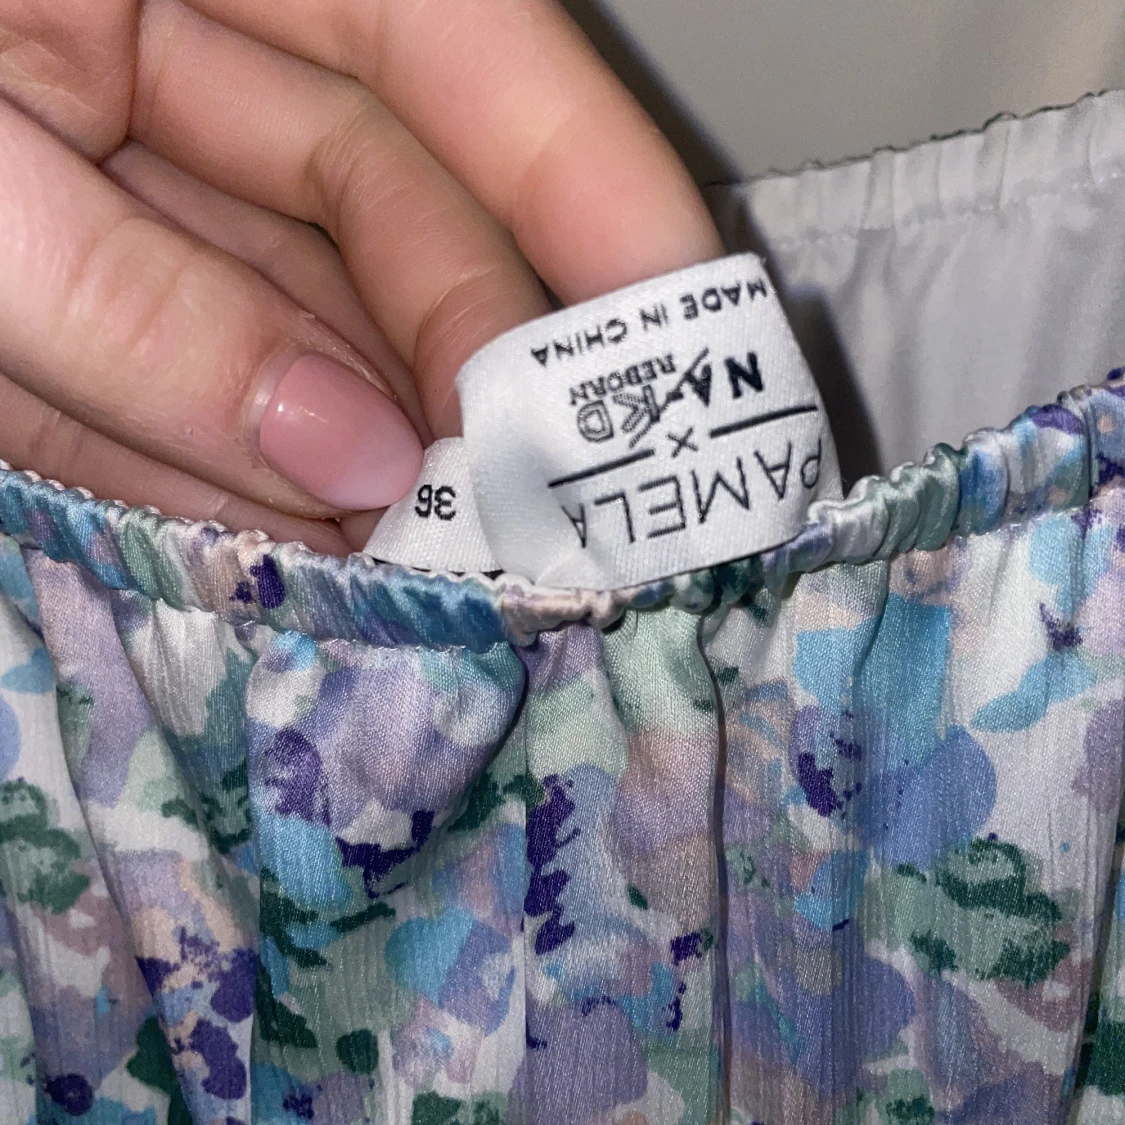 PAMELA
X
NA-KD
REBORN
MADE IN CHINA
36